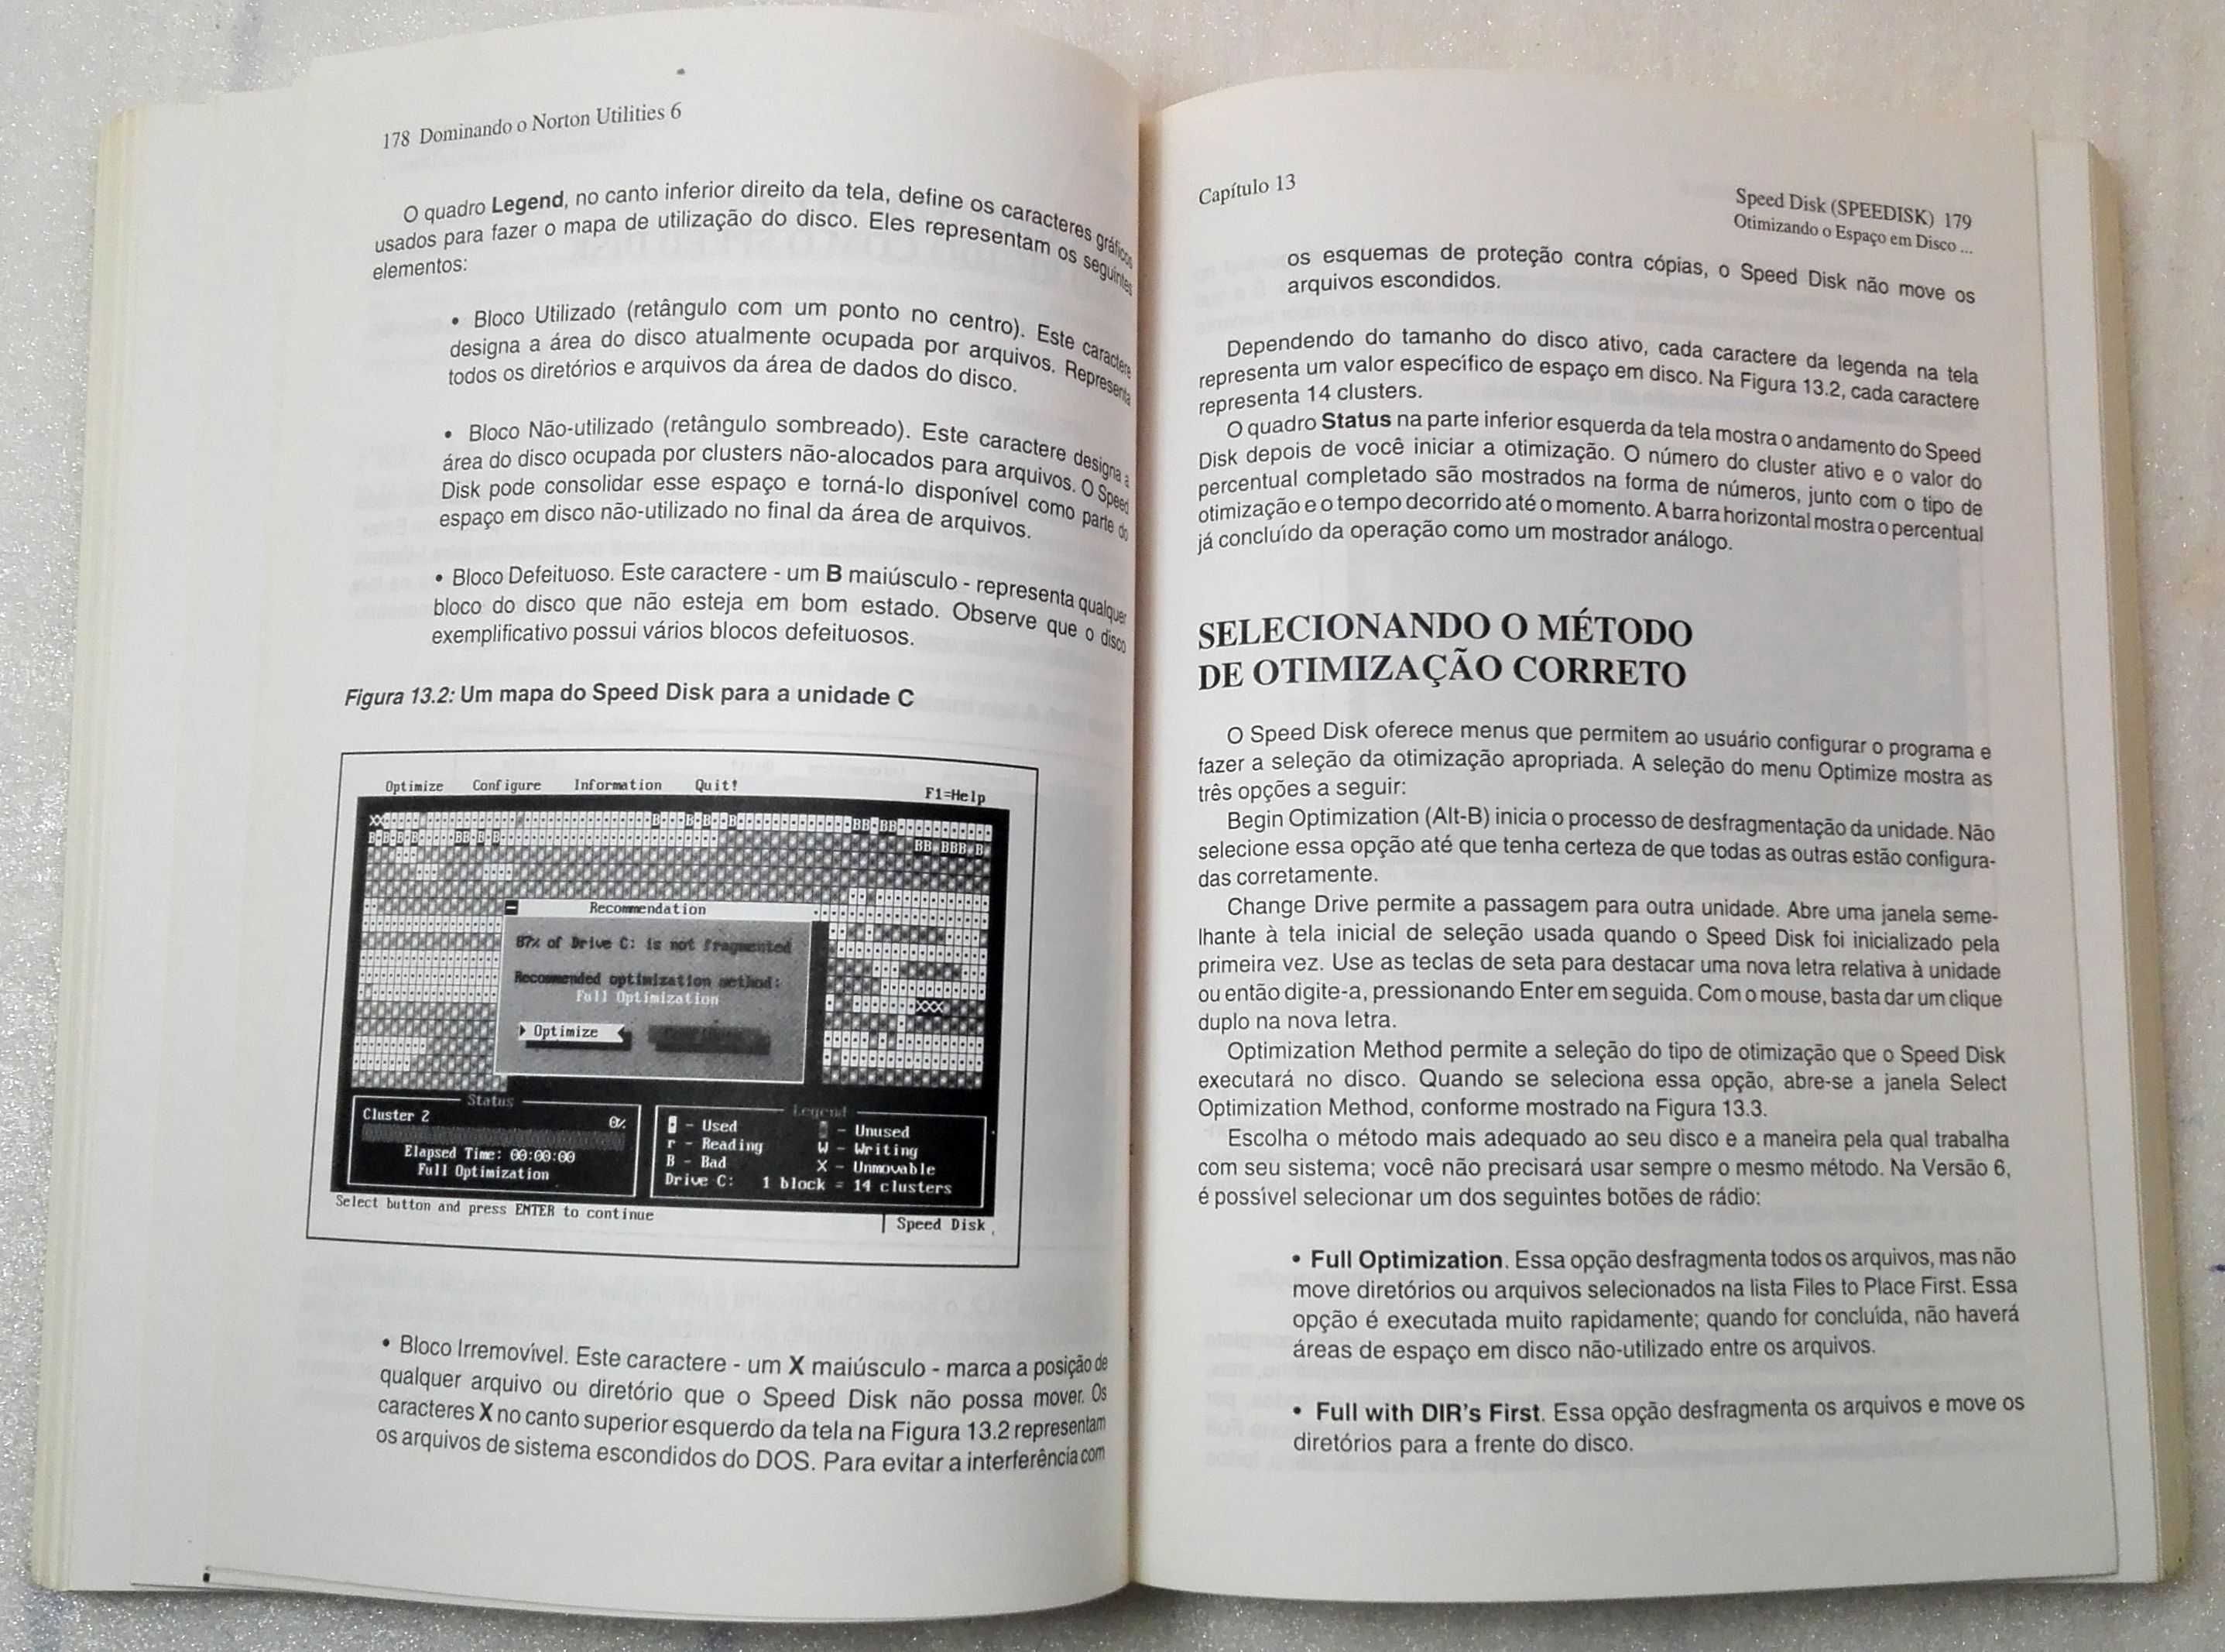 178 Dominando o Norton Utilities 6
O quadro Legend, no canto inferior direito da tela, define os caracteres gráficos
usados para fazer o mapa de utilização do disco. Eles representam os seguintes
elementos:
• Bloco Utilizado (retângulo com um ponto no centro). Este caractere
designa a área do disco atualmente ocupada por arquivos. Representa
todos os diretórios e arquivos da área de dados do disco.
• Bloco Não-utilizado (retângulo sombreado). Este caractere designa a
área do disco ocupada por clusters não-alocados para arquivos. O Speed
Disk pode consolidar esse espaço e torná-lo disponível como parte do
espaço em disco não-utilizado no final da área de arquivos.
• Bloco Defeituoso. Este caractere - um B maiúsculo - representa qualquer
bloco do disco que não esteja em bom estado. Observe que o disco
exemplificativo possui vários blocos defeituosos.
Figura 13.2: Um mapa do Speed Disk para a unidade C
Optimize Configure Information Quit! F1=Help
Recommendation
87% of Drive C: is not fragmented
Recommended optimization method:
Full Optimization
Optimize
Status
Cluster 2 0%
Elapsed Time: 00:00:00
Full Optimization
Legend
- Used - Unused
r - Reading W - Writing
B - Bad X - Unmovable
Drive C: 1 block = 14 clusters
Select button and press ENTER to continue
Speed Disk
• Bloco Irremovível. Este caractere - um X maiúsculo - marca a posição de
qualquer arquivo ou diretório que o Speed Disk não possa mover. Os
caracteres X no canto superior esquerdo da tela na Figura 13.2 representam
os arquivos de sistema escondidos do DOS. Para evitar a interferência com
Capítulo 13
Speed Disk (SPEEDISK) 179
Otimizando o Espaço em Disco ...
os esquemas de proteção contra cópias, o Speed Disk não move os
arquivos escondidos.
Dependendo do tamanho do disco ativo, cada caractere da legenda na tela
representa um valor específico de espaço em disco. Na Figura 13.2, cada caractere
representa 14 clusters.
O quadro Status na parte inferior esquerda da tela mostra o andamento do Speed
Disk depois de você iniciar a otimização. O número do cluster ativo e o valor do
percentual completado são mostrados na forma de números, junto com o tipo de
otimização e o tempo decorrido até o momento. A barra horizontal mostra o percentual
já concluído da operação como um mostrador análogo.
SELECIONANDO O MÉTODO
DE OTIMIZAÇÃO CORRETO
O Speed Disk oferece menus que permitem ao usuário configurar o programa e
fazer a seleção da otimização apropriada. A seleção do menu Optimize mostra as
três opções a seguir:
Begin Optimization (Alt-B) inicia o processo de desfragmentação da unidade. Não
selecione essa opção até que tenha certeza de que todas as outras estão configura-
das corretamente.
Change Drive permite a passagem para outra unidade. Abre uma janela seme-
lhante à tela inicial de seleção usada quando o Speed Disk foi inicializado pela
primeira vez. Use as teclas de seta para destacar uma nova letra relativa à unidade
ou então digite-a, pressionando Enter em seguida. Com o mouse, basta dar um clique
duplo na nova letra.
Optimization Method permite a seleção do tipo de otimização que o Speed Disk
executará no disco. Quando se seleciona essa opção, abre-se a janela Select
Optimization Method, conforme mostrado na Figura 13.3.
Escolha o método mais adequado ao seu disco e a maneira pela qual trabalha
com seu sistema; você não precisará usar sempre o mesmo método. Na Versão 6,
é possível selecionar um dos seguintes botões de rádio:
• Full Optimization. Essa opção desfragmenta todos os arquivos, mas não
move diretórios ou arquivos selecionados na lista Files to Place First. Essa
opção é executada muito rapidamente; quando for concluída, não haverá
áreas de espaço em disco não-utilizado entre os arquivos.
• Full with DIR's First. Essa opção desfragmenta os arquivos e move os
diretórios para a frente do disco.